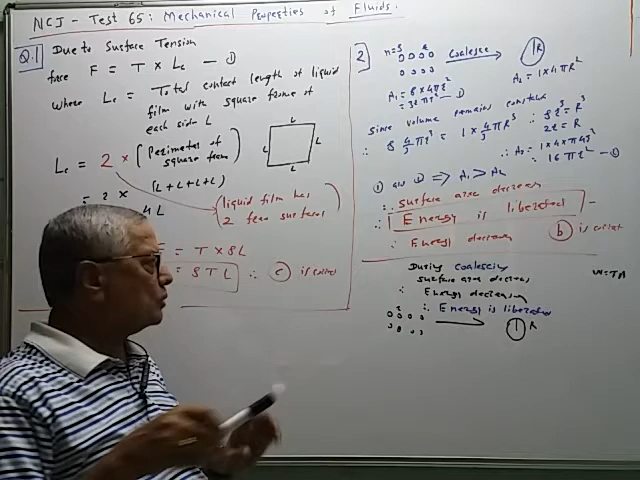 NCJ - Test 65: Mechanical Properties of Fluids.
Q.1 Due to Surface Tension
force F = T × Lc — ①
where Lc = Total contact length of liquid
film with square frame of
each side L
Lc = 2 × (Perimeter of square frame)
L
L
L
L
= 2 × (L + L + L + L)
4L
(liquid film has 2 free surfaces)
= T × 8L
= 8TL ∴ (c) is correct
2] n=8 Coalesce R
A₁ = 8 × 4πr²
= 32πr² — ①
A₂ = 1 × 4πR²
Since volume remain constant
∴ 8 4/3 πr³ = 1 × 4/3 πR³ ∴ 8r³ = R³
2r = R
∴ A₂ = 1 × 4 × π4r²
∴ 16πr² — ②
① and ② ⟹ A₁ > A₂
∴ Surface area decreases
∴ Energy is liberated –
∴ Energy decreases (b) is correct
During Coalescing
Surface area decreases
∴ Energy decreases
∴ Energy is liberated
W=TA
R